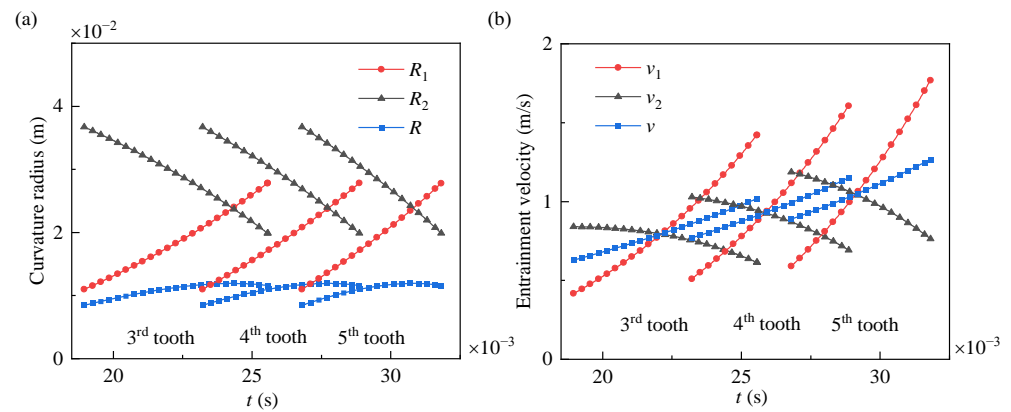 (a)
×10⁻²
Curvature radius (m)
4
2
0
R₁
R₂
R
3ʳᵈ tooth
4ᵗʰ tooth
5ᵗʰ tooth
20
25
30
×10⁻³
t (s)
(b)
Entrainment velocity (m/s)
2
1
0
v₁
v₂
v
3ʳᵈ tooth
4ᵗʰ tooth
5ᵗʰ tooth
20
25
30
×10⁻³
t (s)